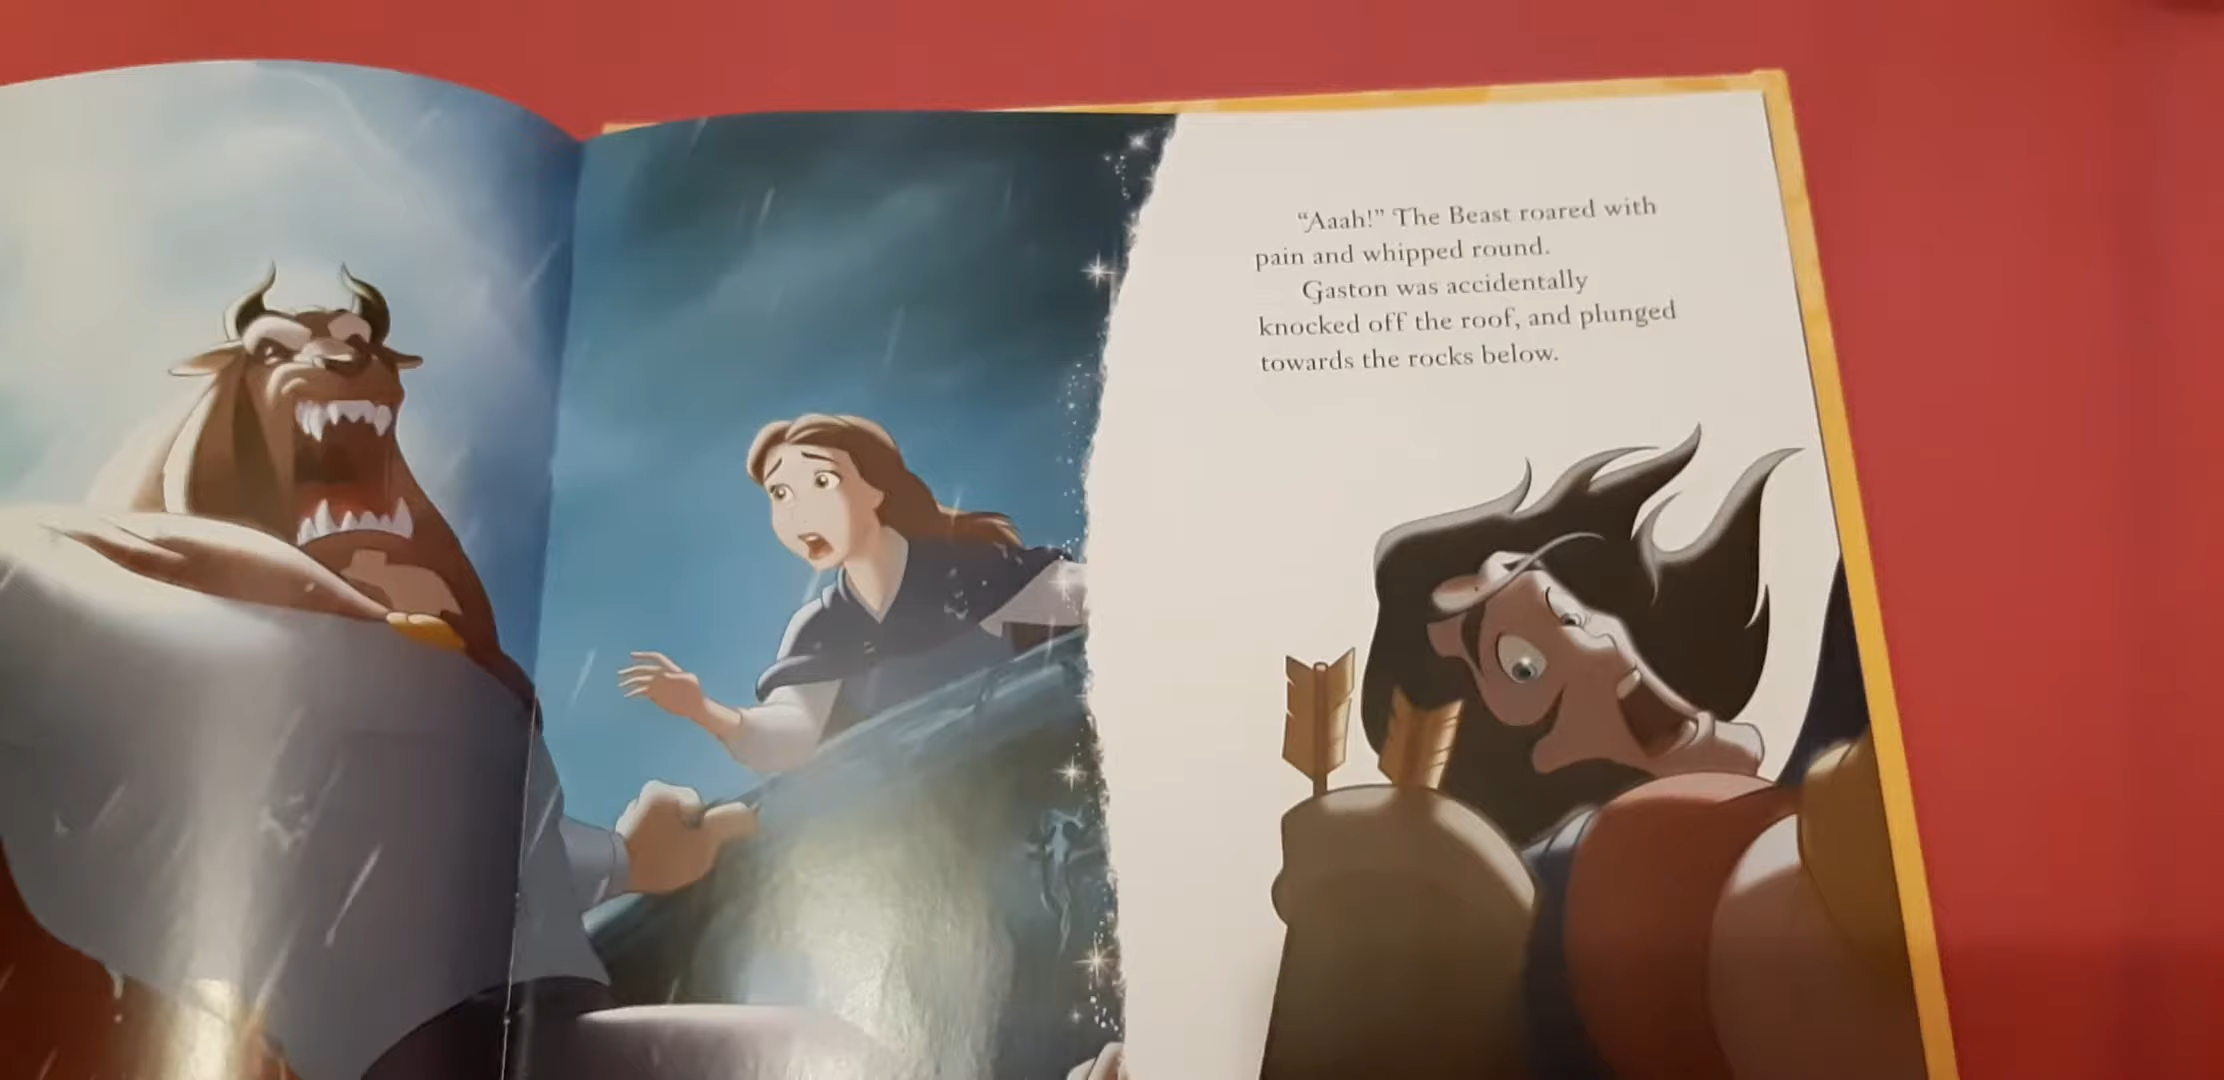 “Aaah!” The Beast roared with
pain and whipped round.
Gaston was accidentally
knocked off the roof, and plunged
towards the rocks below.